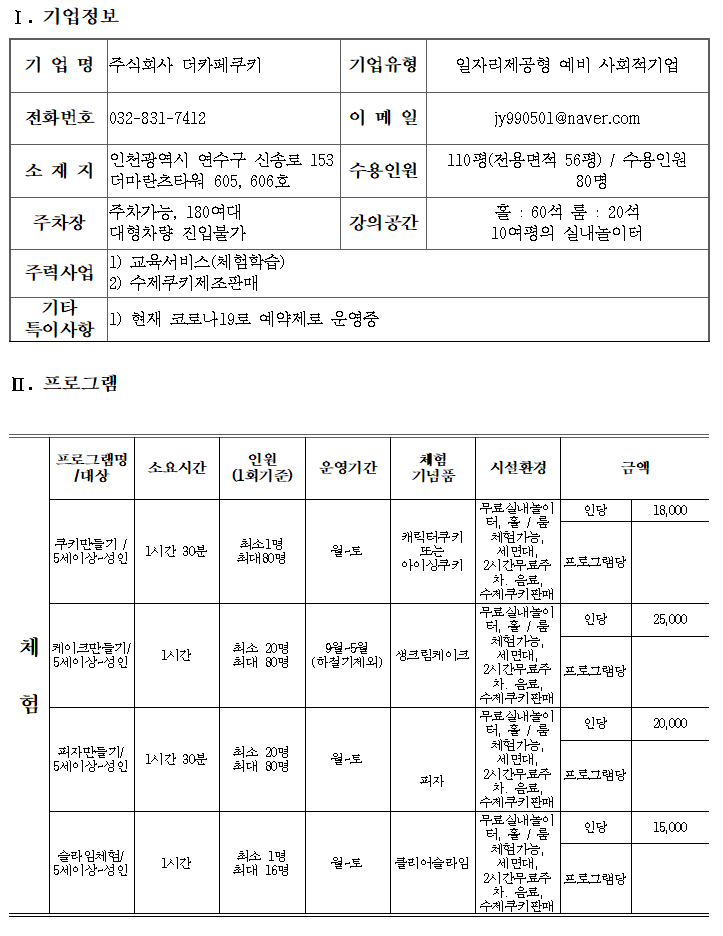 Ⅰ. 기업정보
기 업 명 주식회사 더카페쿠키 기업유형 일자리제공형 예비 사회적기업
전화번호 032-831-7412 이 메 일 jy990501@naver.com
소 재 지 인천광역시 연수구 신송로 153 더마란츠타워 605, 606호 수용인원 110평(전용면적 56평) / 수용인원 80명
주차장 주차가능, 180여대 대형차량 진입불가 강의공간 홀 : 60석 룸 : 20석 10여평의 실내놀이터
주력사업 1) 교육서비스(체험학습)
2) 수제쿠키제조판매
기타 특이사항 1) 현재 코로나19로 예약제로 운영중
Ⅱ. 프로그램
프로그램명 /대상 소요시간 인원 (1회기준) 운영기간 체험 기념품 시설환경 금액
체 험
쿠키만들기 / 5세이상~성인 1시간 30분 최소1명 최대80명 월~토 캐릭터쿠키 또는 아이싱쿠키 무료실내놀이터, 홀 / 룸 체험가능, 세면대, 2시간무료주차. 음료, 수제쿠키판매 인당 18,000
프로그램당
케이크만들기/ 5세이상~성인 1시간 최소 20명 최대 80명 9월~5월 (하절기제외) 생크림케이크 무료실내놀이터, 홀 / 룸 체험가능, 세면대, 2시간무료주차. 음료, 수제쿠키판매 인당 25,000
프로그램당
피자만들기/ 5세이상~성인 1시간 30분 최소 20명 최대 80명 월~토 피자 무료실내놀이터, 홀 / 룸 체험가능, 세면대, 2시간무료주차. 음료, 수제쿠키판매 인당 20,000
프로그램당
슬라임체험/ 5세이상~성인 1시간 최소 1명 최대 16명 월~토 클리어슬라임 무료실내놀이터, 홀 / 룸 체험가능, 세면대, 2시간무료주차. 음료, 수제쿠키판매 인당 15,000
프로그램당